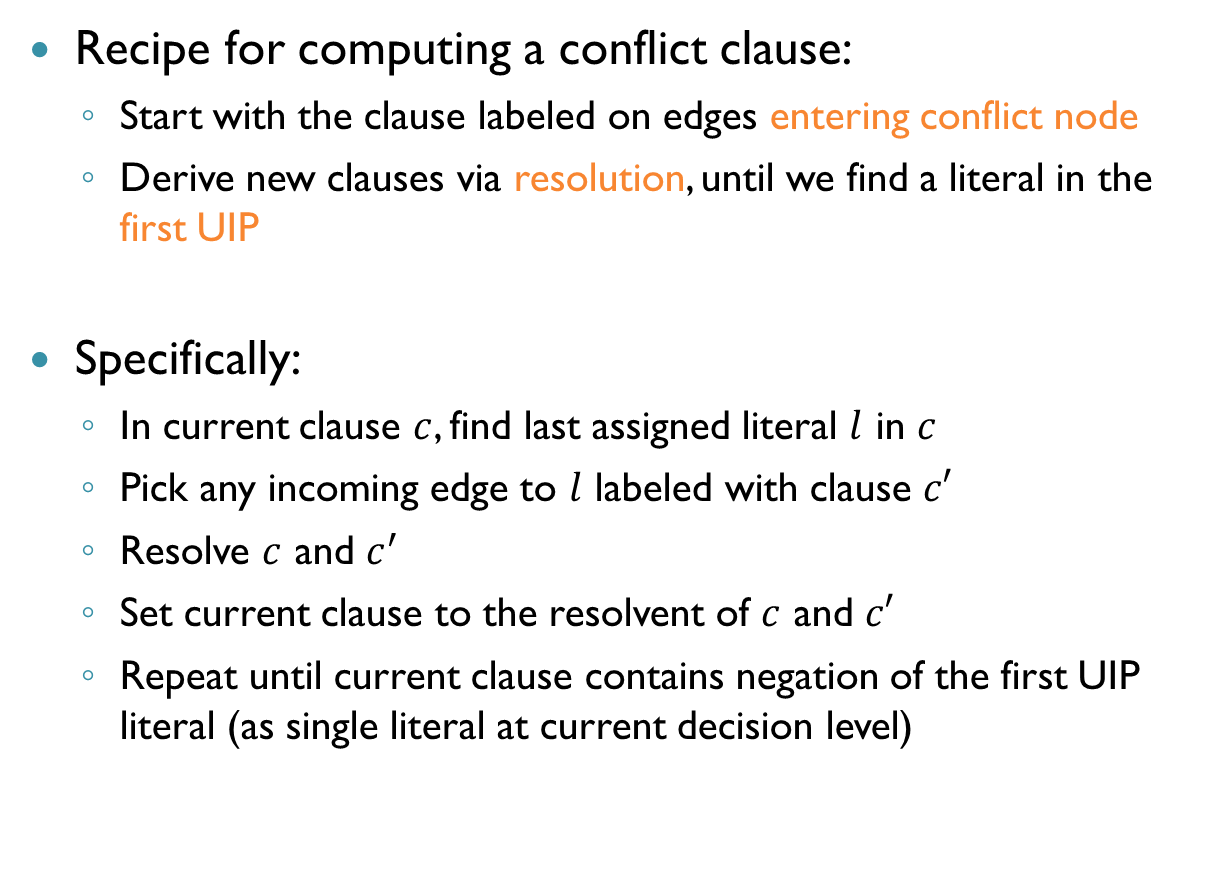 • Recipe for computing a conflict clause:
◦ Start with the clause labeled on edges entering conflict node
◦ Derive new clauses via resolution, until we find a literal in the
first UIP
• Specifically:
◦ In current clause c, find last assigned literal l in c
◦ Pick any incoming edge to l labeled with clause c′
◦ Resolve c and c′
◦ Set current clause to the resolvent of c and c′
◦ Repeat until current clause contains negation of the first UIP
literal (as single literal at current decision level)